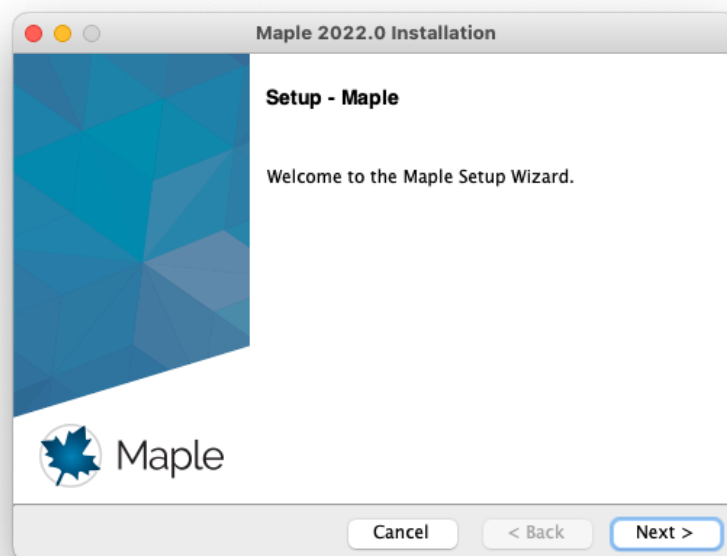 Maple 2022.0 Installation
Setup - Maple
Welcome to the Maple Setup Wizard.
Maple
Cancel
< Back
Next >